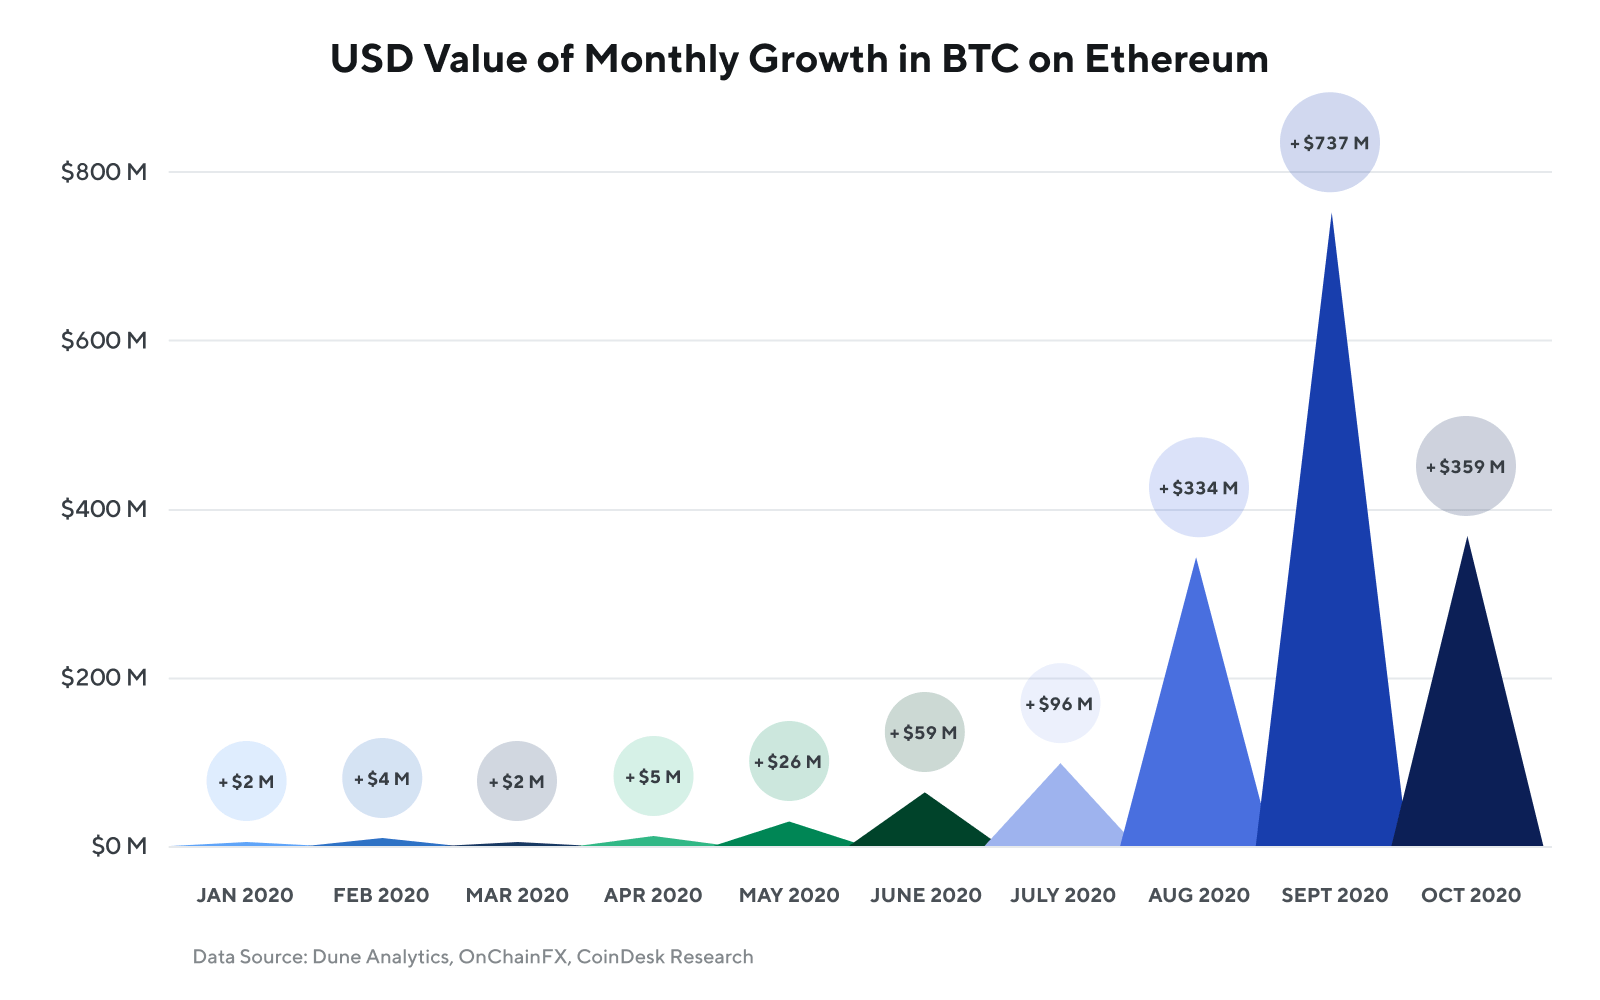 USD Value of Monthly Growth in BTC on Ethereum
+ $737 M
$800 M
$600 M
+ $359 M
+ $334 M
$400 M
$200 M
+ $96 M
+ $59 M
+ $26 M
+ $5 M
+ $4 M
+ $2 M
+ $2 M
$0 M
JAN 2020 FEB 2020 MAR 2020 APR 2020 MAY 2020 JUNE 2020 JULY 2020 AUG 2020 SEPT 2020 OCT 2020
Data Source: Dune Analytics, OnChainFX, CoinDesk Research